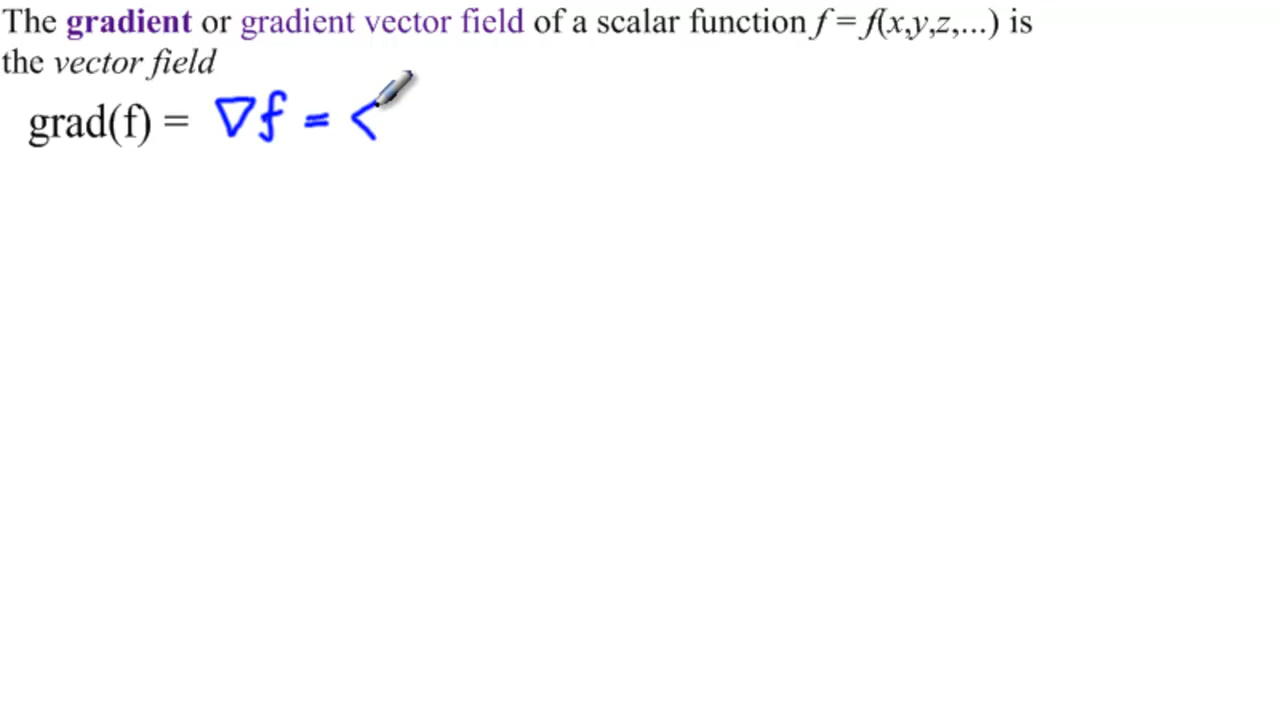 The gradient or gradient vector field of a scalar function f = f(x,y,z,...) is
the vector field
grad(f) = ∇f = <